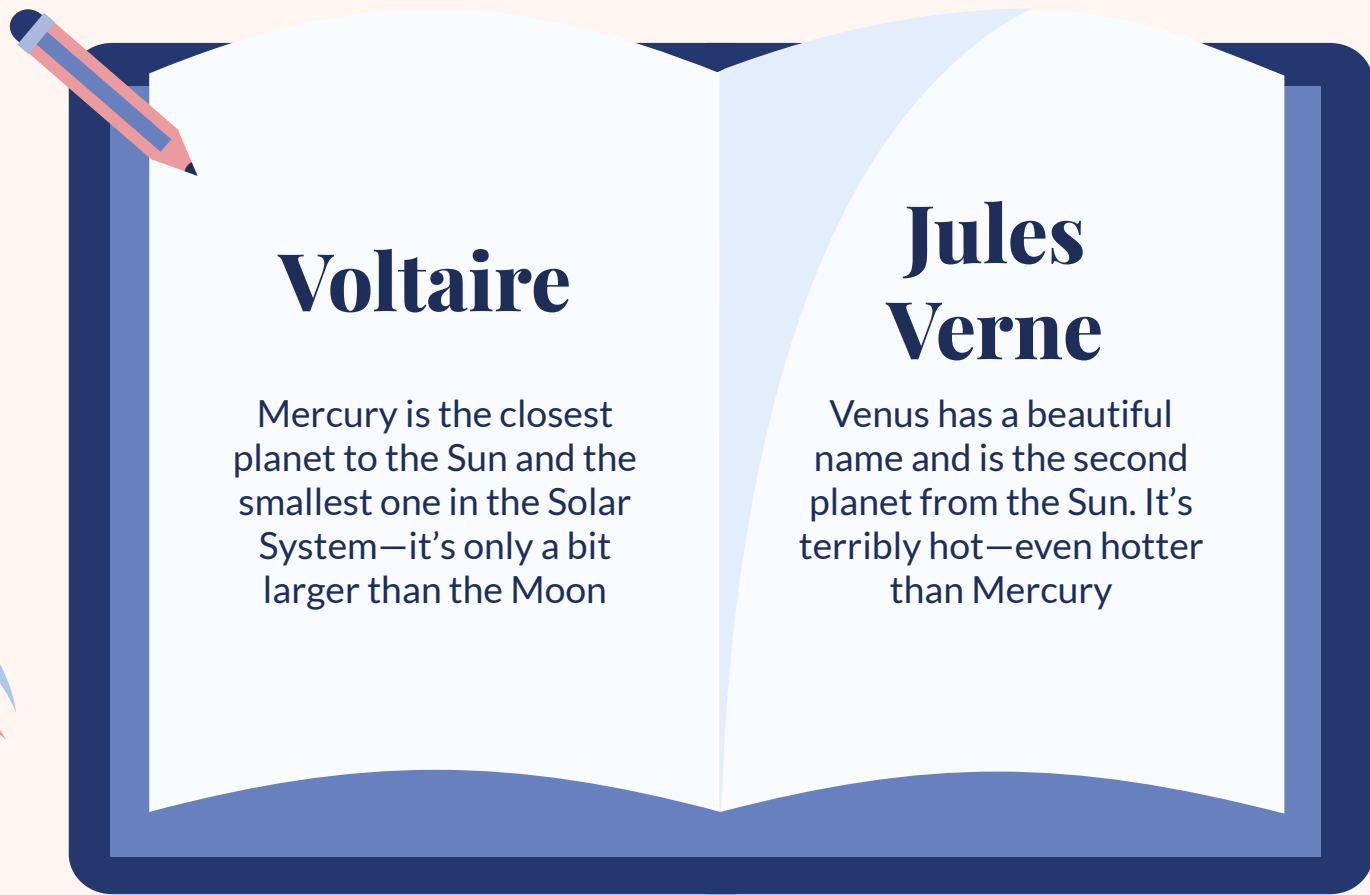 Voltaire
Mercury is the closest
planet to the Sun and the
smallest one in the Solar
System—it’s only a bit
larger than the Moon
Jules
Verne
Venus has a beautiful
name and is the second
planet from the Sun. It’s
terribly hot—even hotter
than Mercury